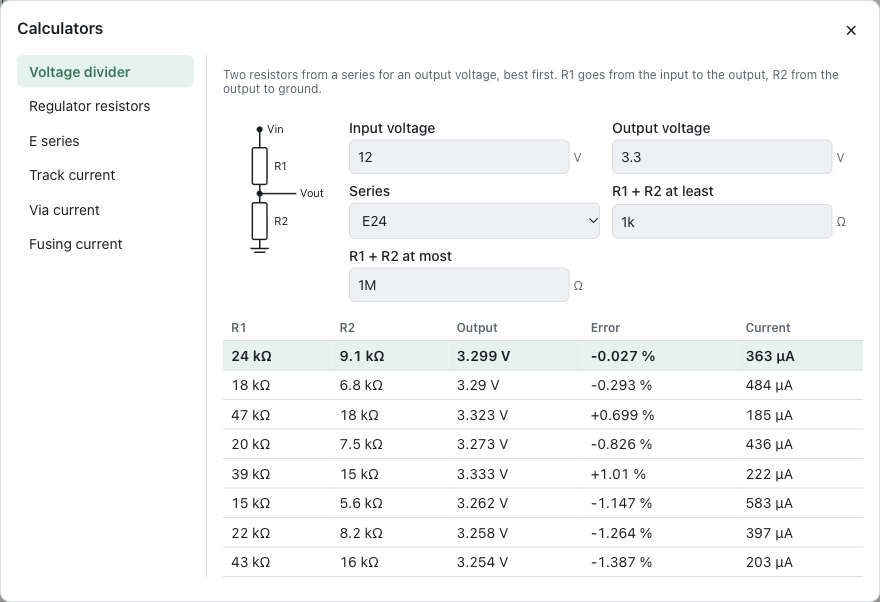 Calculators
Voltage divider
Regulator resistors
E series
Track current
Via current
Fusing current
Two resistors from a series for an output voltage, best first. R1 goes from the input to the output, R2 from the
output to ground.
Vin
R1
Vout
R2
Input voltage
12 V
Output voltage
3.3 V
Series
E24
R1 + R2 at least
1k Ω
R1 + R2 at most
1M Ω
R1 R2 Output Error Current
24 kΩ 9.1 kΩ 3.299 V -0.027 % 363 µA
18 kΩ 6.8 kΩ 3.29 V -0.293 % 484 µA
47 kΩ 18 kΩ 3.323 V +0.699 % 185 µA
20 kΩ 7.5 kΩ 3.273 V -0.826 % 436 µA
39 kΩ 15 kΩ 3.333 V +1.01 % 222 µA
15 kΩ 5.6 kΩ 3.262 V -1.147 % 583 µA
22 kΩ 8.2 kΩ 3.258 V -1.264 % 397 µA
43 kΩ 16 kΩ 3.254 V -1.387 % 203 µA